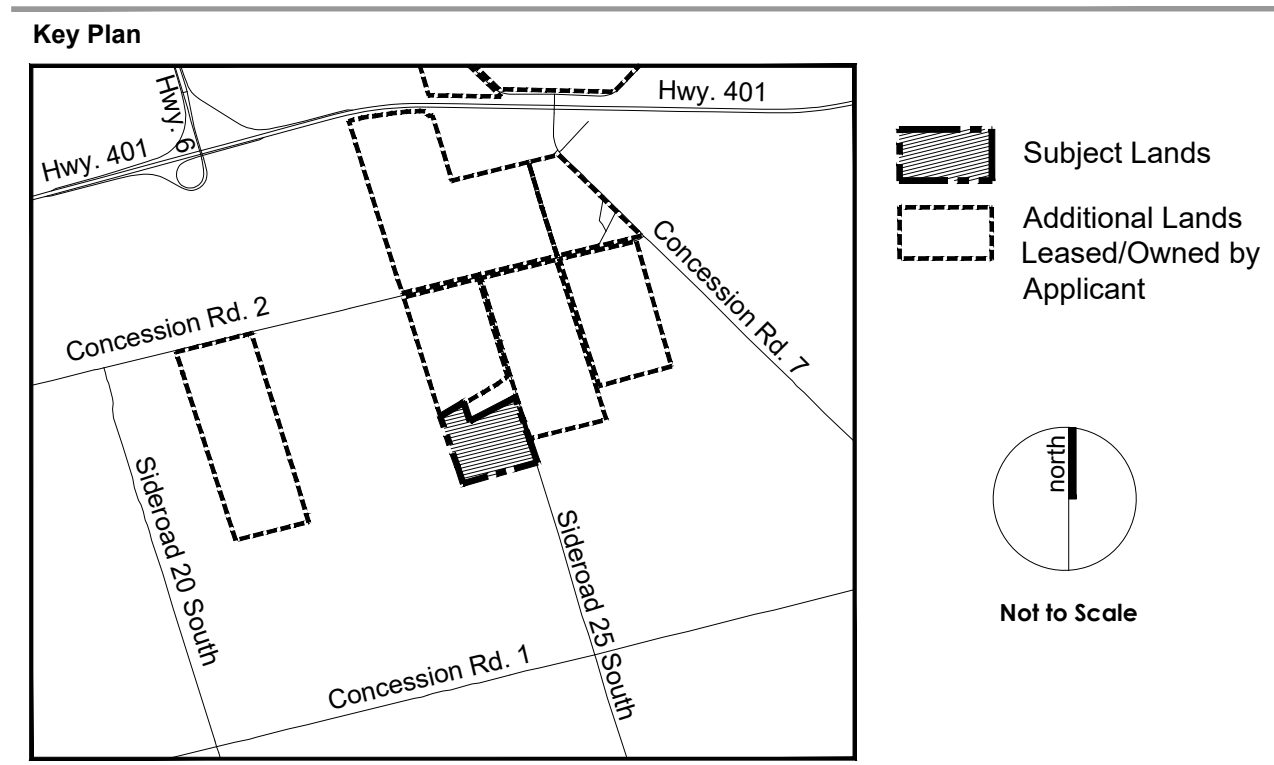 Key Plan
Hwy. 6
Hwy. 401
Hwy. 401
Concession Rd. 7
Concession Rd. 2
Sideroad 20 South
Sideroad 25 South
Concession Rd. 1
Subject Lands
Additional Lands
Leased/Owned by
Applicant
north
Not to Scale